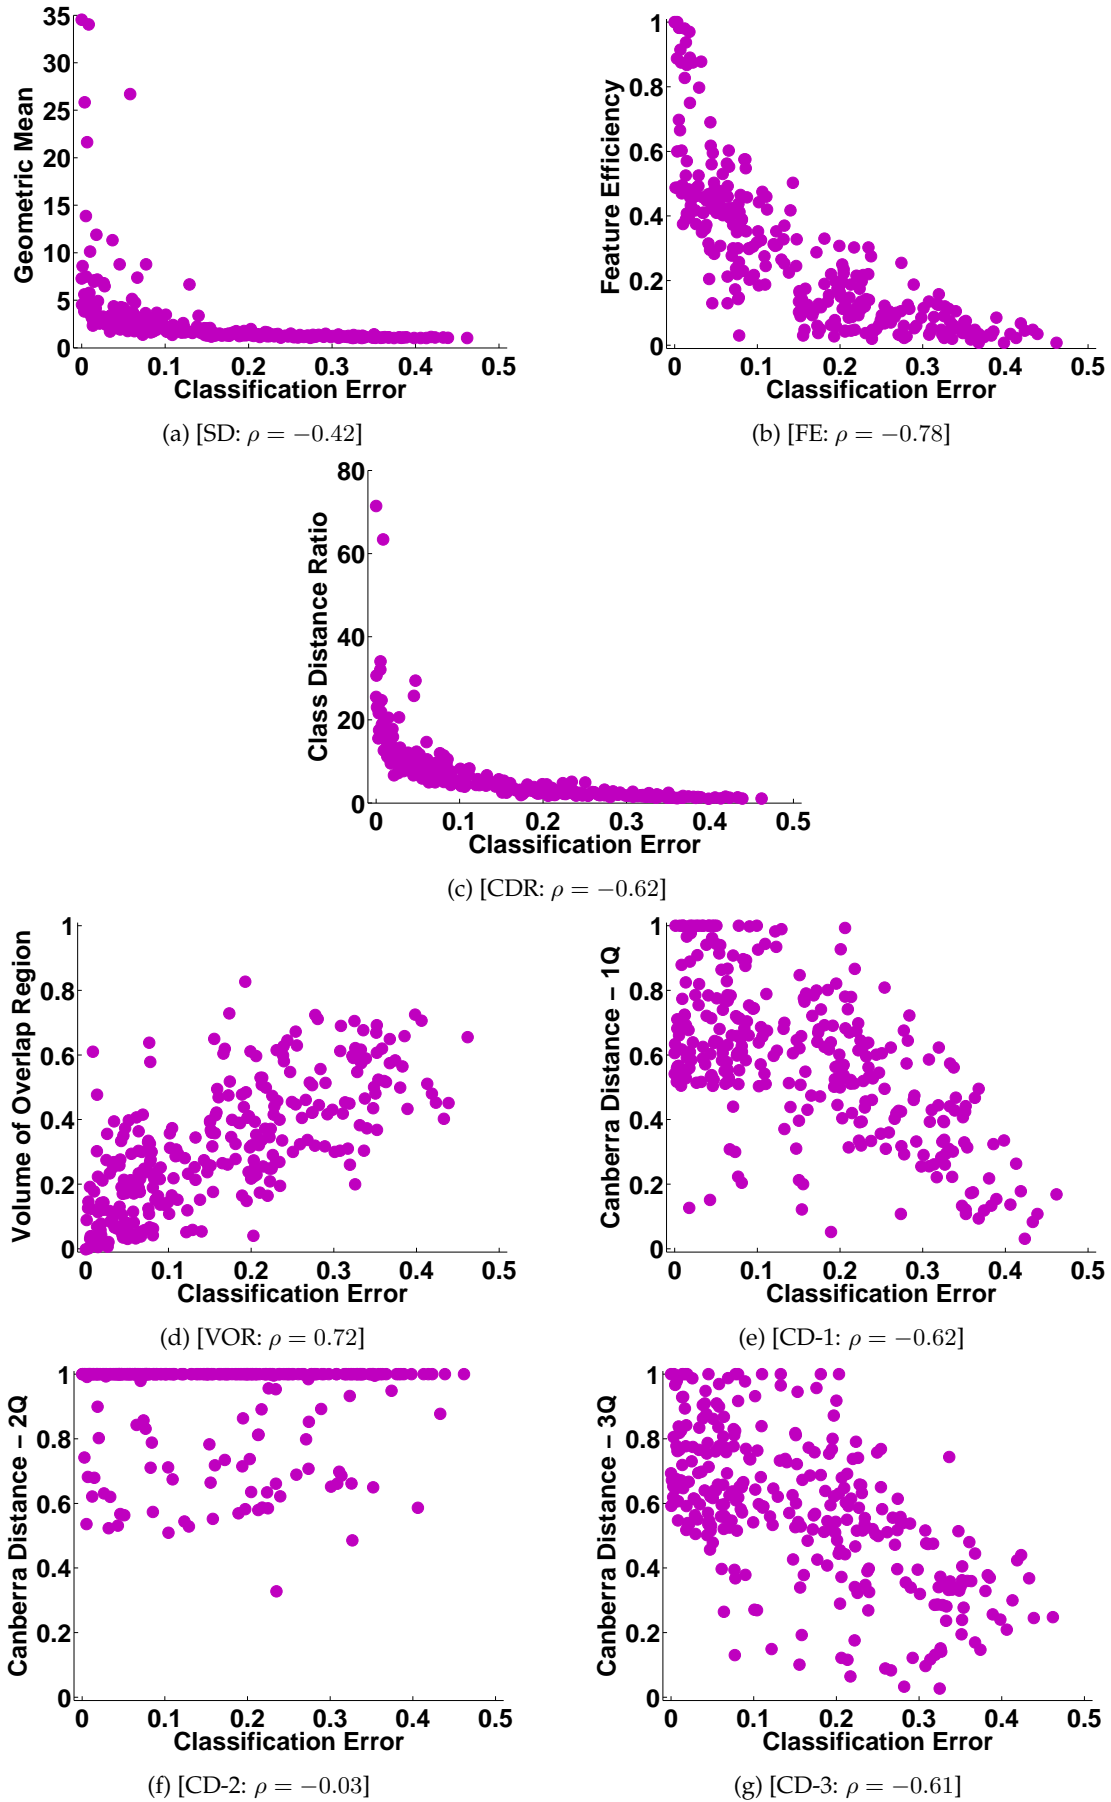 35
30
25
20
15
10
5
0
Geometric Mean
0 0.1 0.2 0.3 0.4 0.5
Classification Error
(a) [SD: ρ = −0.42]
1
0.8
0.6
0.4
0.2
0
Feature Efficiency
0 0.1 0.2 0.3 0.4 0.5
Classification Error
(b) [FE: ρ = −0.78]
80
60
40
20
0
Class Distance Ratio
0 0.1 0.2 0.3 0.4 0.5
Classification Error
(c) [CDR: ρ = −0.62]
1
0.8
0.6
0.4
0.2
0
Volume of Overlap Region
0 0.1 0.2 0.3 0.4 0.5
Classification Error
(d) [VOR: ρ = 0.72]
1
0.8
0.6
0.4
0.2
0
Canberra Distance − 1Q
0 0.1 0.2 0.3 0.4 0.5
Classification Error
(e) [CD-1: ρ = −0.62]
1
0.8
0.6
0.4
0.2
0
Canberra Distance − 2Q
0 0.1 0.2 0.3 0.4 0.5
Classification Error
(f) [CD-2: ρ = −0.03]
1
0.8
0.6
0.4
0.2
0
Canberra Distance − 3Q
0 0.1 0.2 0.3 0.4 0.5
Classification Error
(g) [CD-3: ρ = −0.61]